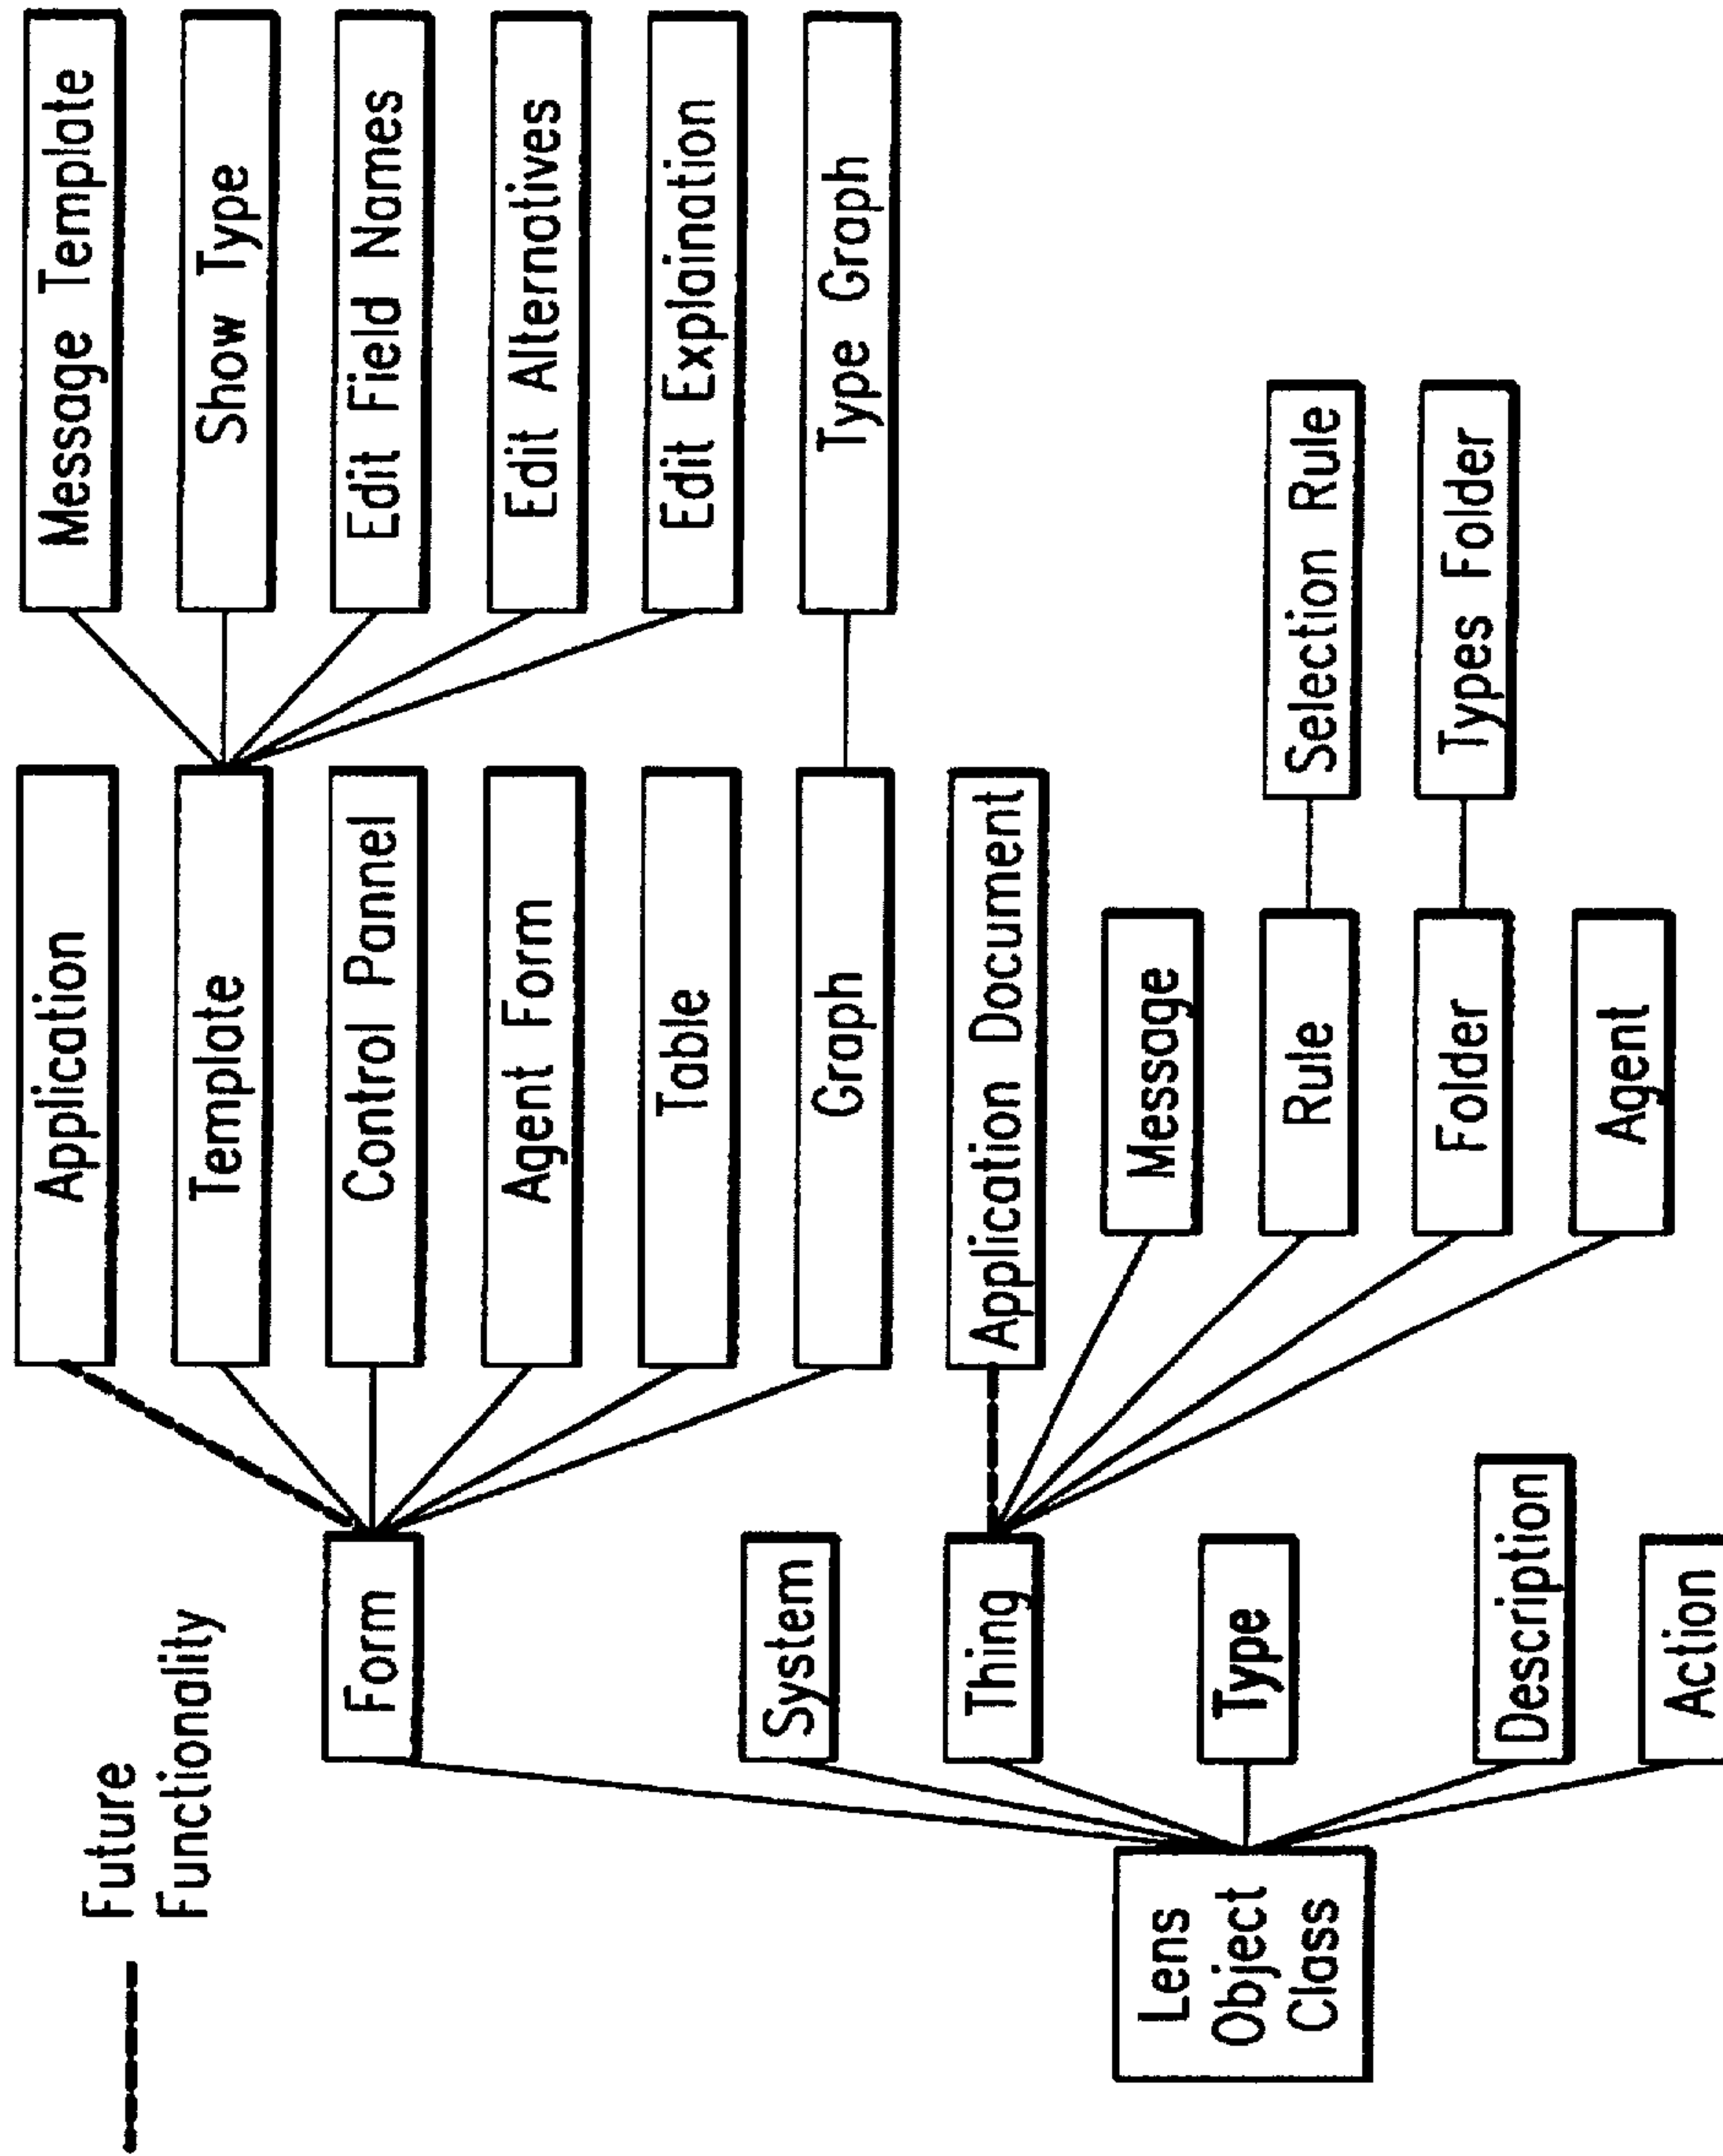 Future
Functionality
Lens
Object
Class
Form
System
Thing
Type
Description
Action
Application
Template
Control Pannel
Agent Form
Table
Graph
Application Document
Message
Rule
Folder
Agent
Message Template
Show Type
Edit Field Names
Edit Alternatives
Edit Explaination
Type Graph
Selection Rule
Types Folder